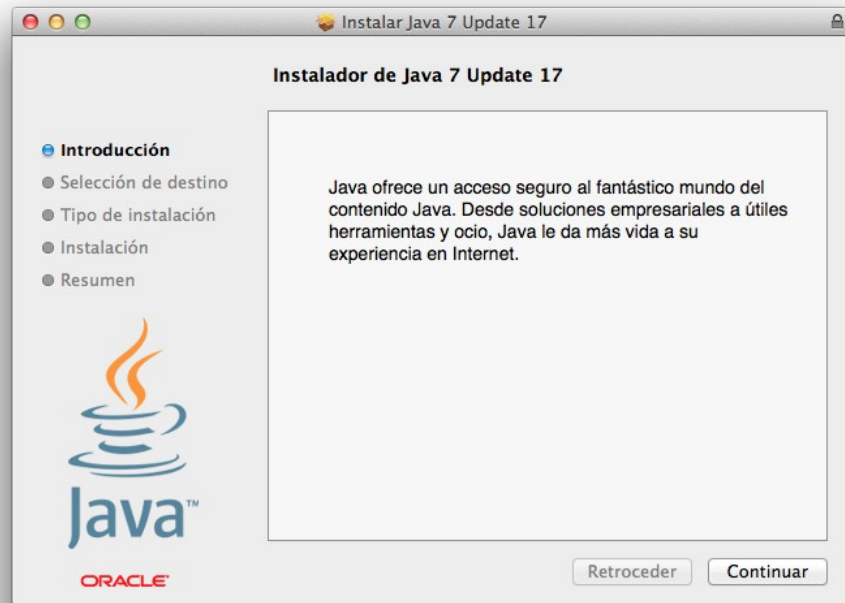 Instalar Java 7 Update 17
Instalador de Java 7 Update 17
Introducción
Selección de destino
Tipo de instalación
Instalación
Resumen
Java ofrece un acceso seguro al fantástico mundo del
contenido Java. Desde soluciones empresariales a útiles
herramientas y ocio, Java le da más vida a su
experiencia en Internet.
Java™
ORACLE®
Retroceder
Continuar